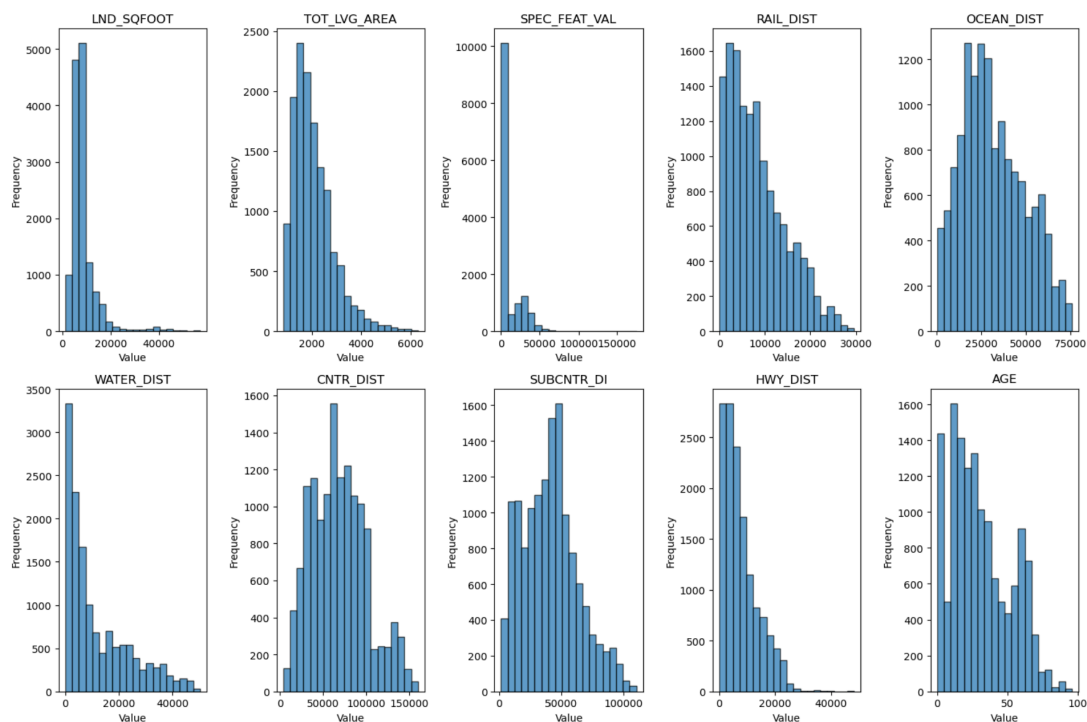 LND_SQFOOT
5000
4000
3000
2000
1000
0
Frequency
0 20000 40000
Value
TOT_LVG_AREA
2500
2000
1500
1000
500
0
Frequency
2000 4000 6000
Value
SPEC_FEAT_VAL
10000
8000
6000
4000
2000
0
Frequency
0 50000 100000 150000
Value
RAIL_DIST
1600
1400
1200
1000
800
600
400
200
0
Frequency
0 10000 20000 30000
Value
OCEAN_DIST
1200
1000
800
600
400
200
0
Frequency
0 25000 50000 75000
Value
WATER_DIST
3500
3000
2500
2000
1500
1000
500
0
Frequency
0 20000 40000
Value
CNTR_DIST
1600
1400
1200
1000
800
600
400
200
0
Frequency
0 50000 100000 150000
Value
SUBCNTR_DI
1600
1400
1200
1000
800
600
400
200
0
Frequency
0 50000 100000
Value
HWY_DIST
2500
2000
1500
1000
500
0
Frequency
0 20000 40000
Value
AGE
1600
1400
1200
1000
800
600
400
200
0
Frequency
0 50 100
Value